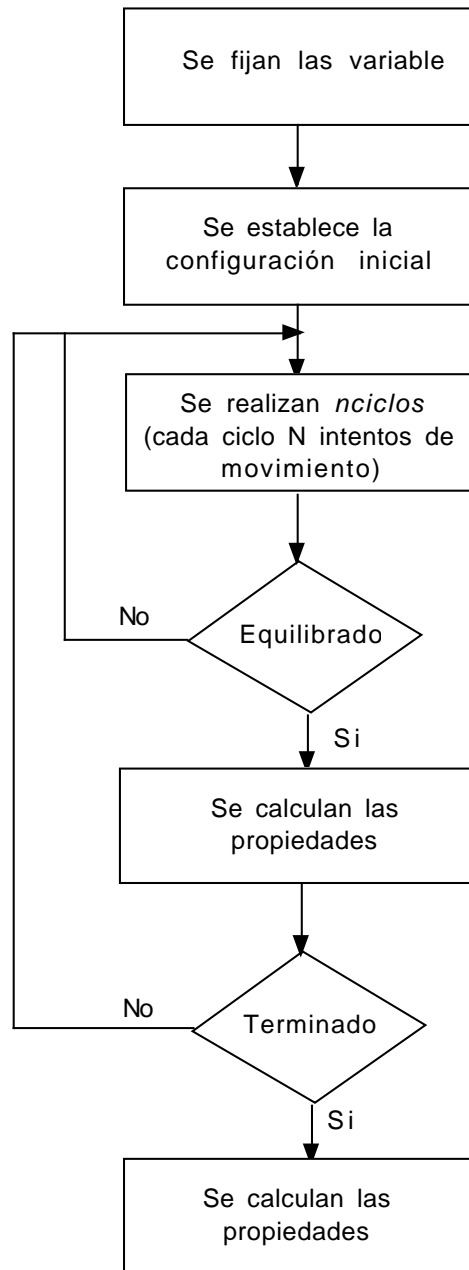 Se fijan las variable
Se establece la
configuración inicial
Se realizan nciclos
(cada ciclo N intentos de
movimiento)
No
Equilibrado
Si
Se calculan las
propiedades
No
Terminado
Si
Se calculan las
propiedades